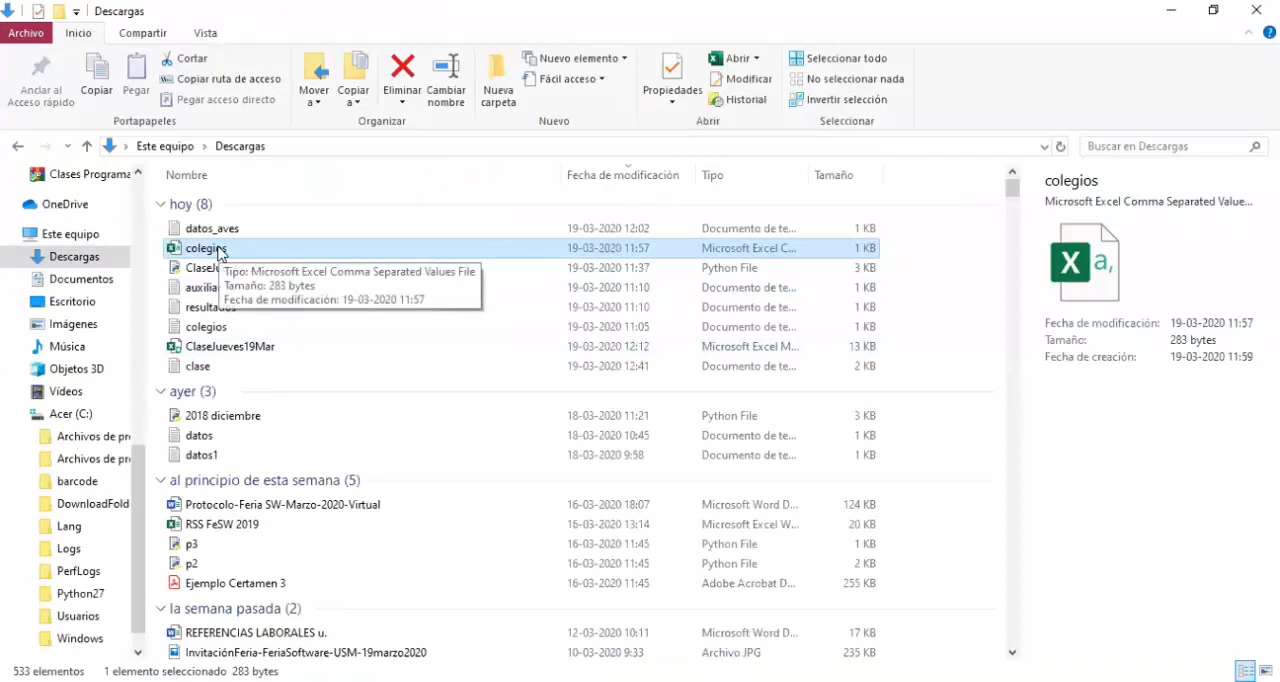 Descargas
Archivo Inicio Compartir Vista
Anclar al
Acceso rápido
Copiar
Pegar
Cortar
Copiar ruta de acceso
Pegar acceso directo
Portapapeles
Mover
a
Copiar
a
Eliminar
Cambiar
nombre
Organizar
Nueva
carpeta
Nuevo elemento
Fácil acceso
Nuevo
Propiedades
Abrir
Modificar
Historial
Abrir
Seleccionar todo
No seleccionar nada
Invertir selección
Seleccionar
Este equipo > Descargas
Buscar en Descargas
Clases Programa
OneDrive
Este equipo
Descargas
Documentos
Escritorio
Imágenes
Música
Objetos 3D
Vídeos
Acer (C:)
Archivos de pr
Archivos de pr
barcode
DownloadFold
Lang
Logs
PerfLogs
Python27
Usuarios
Windows
Nombre Fecha de modificación Tipo Tamaño
hoy (8)
datos_aves 19-03-2020 12:02 Documento de te... 1 KB
colegios 19-03-2020 11:57 Microsoft Excel C... 1 KB
ClaseJu 19-03-2020 11:37 Python File 3 KB
auxilia 19-03-2020 11:10 Documento de te... 1 KB
resultados 19-03-2020 11:10 Documento de te... 1 KB
Tipo: Microsoft Excel Comma Separated Values File
Tamaño: 283 bytes
Fecha de modificación: 19-03-2020 11:57
colegios 19-03-2020 11:05 Documento de te... 1 KB
ClaseJueves19Mar 19-03-2020 12:12 Microsoft Excel M... 13 KB
clase 19-03-2020 12:41 Documento de te... 2 KB
ayer (3)
2018 diciembre 18-03-2020 11:21 Python File 3 KB
datos 18-03-2020 10:45 Documento de te... 1 KB
datos1 18-03-2020 9:58 Documento de te... 1 KB
al principio de esta semana (5)
Protocolo-Feria SW-Marzo-2020-Virtual 16-03-2020 18:07 Microsoft Word D... 124 KB
RSS FeSW 2019 16-03-2020 13:14 Microsoft Excel W... 20 KB
p3 16-03-2020 11:45 Python File 1 KB
p2 16-03-2020 11:45 Python File 2 KB
Ejemplo Certamen 3 16-03-2020 11:45 Adobe Acrobat D... 255 KB
la semana pasada (2)
REFERENCIAS LABORALES u. 12-03-2020 10:11 Microsoft Word D... 17 KB
InvitaciónFeria-FeriaSoftware-USM-19marzo2020 10-03-2020 9:33 Archivo JPG 235 KB
colegios
Microsoft Excel Comma Separated Value...
X a,
Fecha de modificación: 19-03-2020 11:57
Tamaño: 283 bytes
Fecha de creación: 19-03-2020 11:59
533 elementos 1 elemento seleccionado 283 bytes